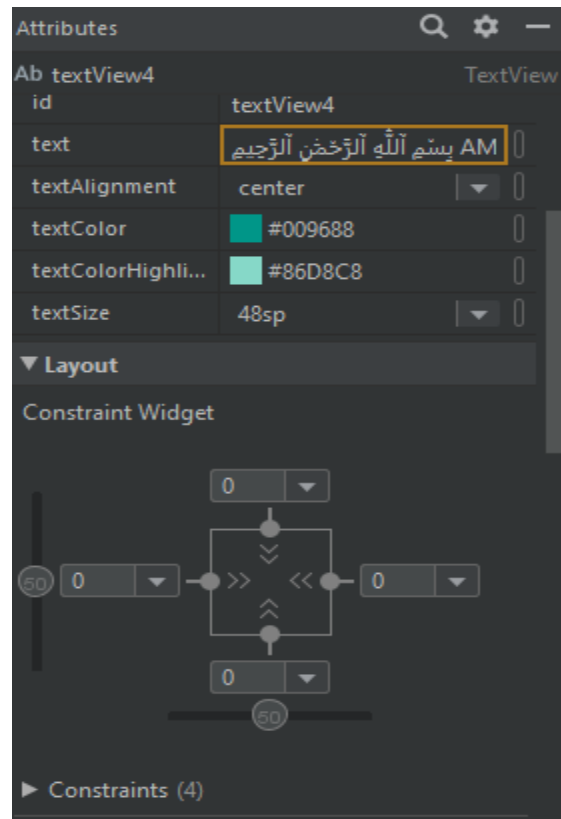 Attributes
Ab textView4 TextView
id textView4
text AM بِسْمِ ٱللَّٰهِ ٱلرَّحْمَٰنِ ٱلرَّحِيمِ
textAlignment center
textColor #009688
textColorHighli... #86D8C8
textSize 48sp
Layout
Constraint Widget
0
50 0 0
0
50
Constraints (4)